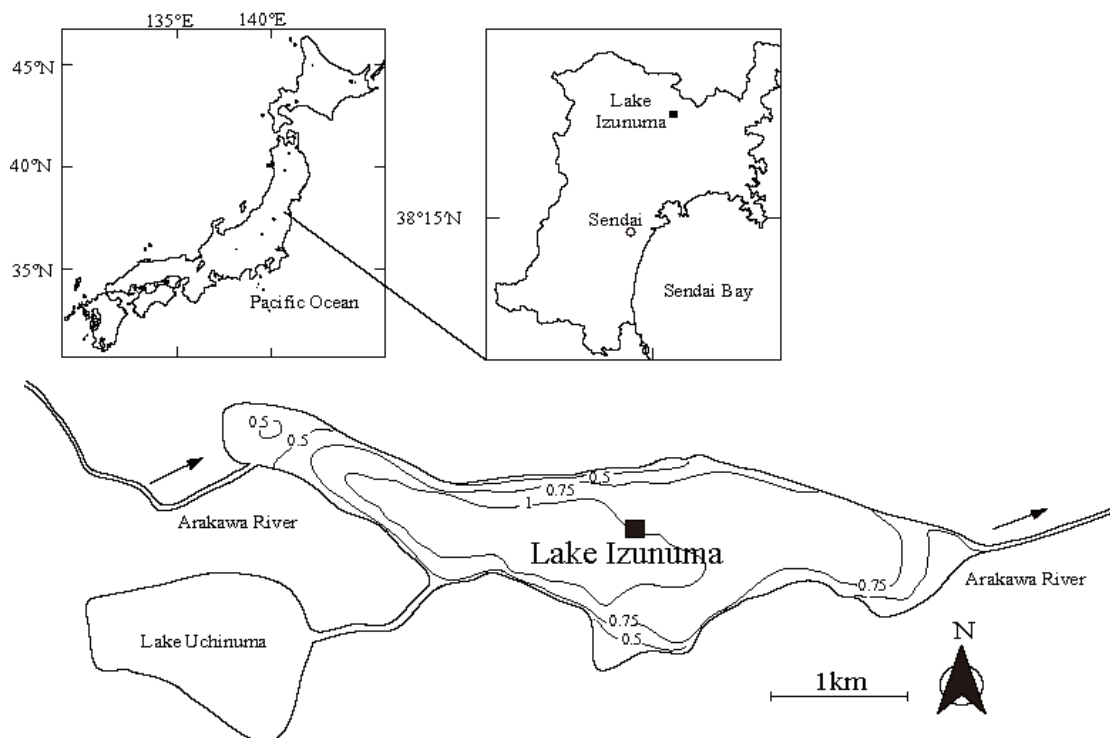 135°E
140°E
45°N
40°N
35°N
Pacific Ocean
Lake
Izunuma
38°15'N
Sendai
Sendai Bay
0.5
0.5
0.5
0.75
1
Arakawa River
Lake Izunuma
Arakawa River
0.75
0.75
0.5
Lake Uchinuma
N
1km